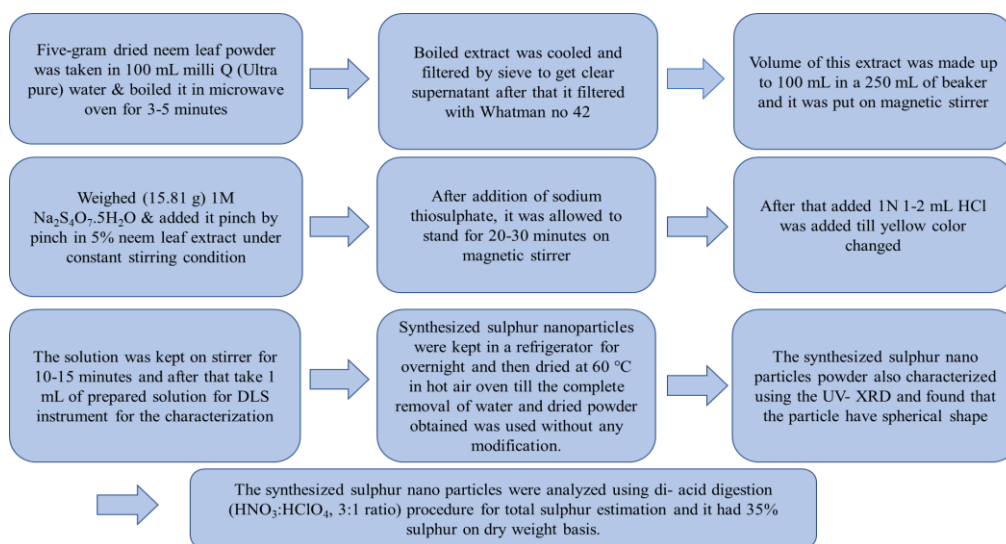 Five-gram dried neem leaf powder
was taken in 100 mL milli Q (Ultra
pure) water & boiled it in microwave
oven for 3-5 minutes
Boiled extract was cooled and
filtered by sieve to get clear
supernatant after that it filtered
with Whatman no 42
Volume of this extract was made up
to 100 mL in a 250 mL of beaker
and it was put on magnetic stirrer
Weighed (15.81 g) 1M
Na₂S₄O₇.5H₂O & added it pinch by
pinch in 5% neem leaf extract under
constant stirring condition
After addition of sodium
thiosulphate, it was allowed to
stand for 20-30 minutes on
magnetic stirrer
After that added 1N 1-2 mL HCl
was added till yellow color
changed
The solution was kept on stirrer for
10-15 minutes and after that take 1
mL of prepared solution for DLS
instrument for the characterization
Synthesized sulphur nanoparticles
were kept in a refrigerator for
overnight and then dried at 60 °C
in hot air oven till the complete
removal of water and dried powder
obtained was used without any
modification.
The synthesized sulphur nano
particles powder also characterized
using the UV- XRD and found that
the particle have spherical shape
The synthesized sulphur nano particles were analyzed using di- acid digestion
(HNO₃:HClO₄, 3:1 ratio) procedure for total sulphur estimation and it had 35%
sulphur on dry weight basis.